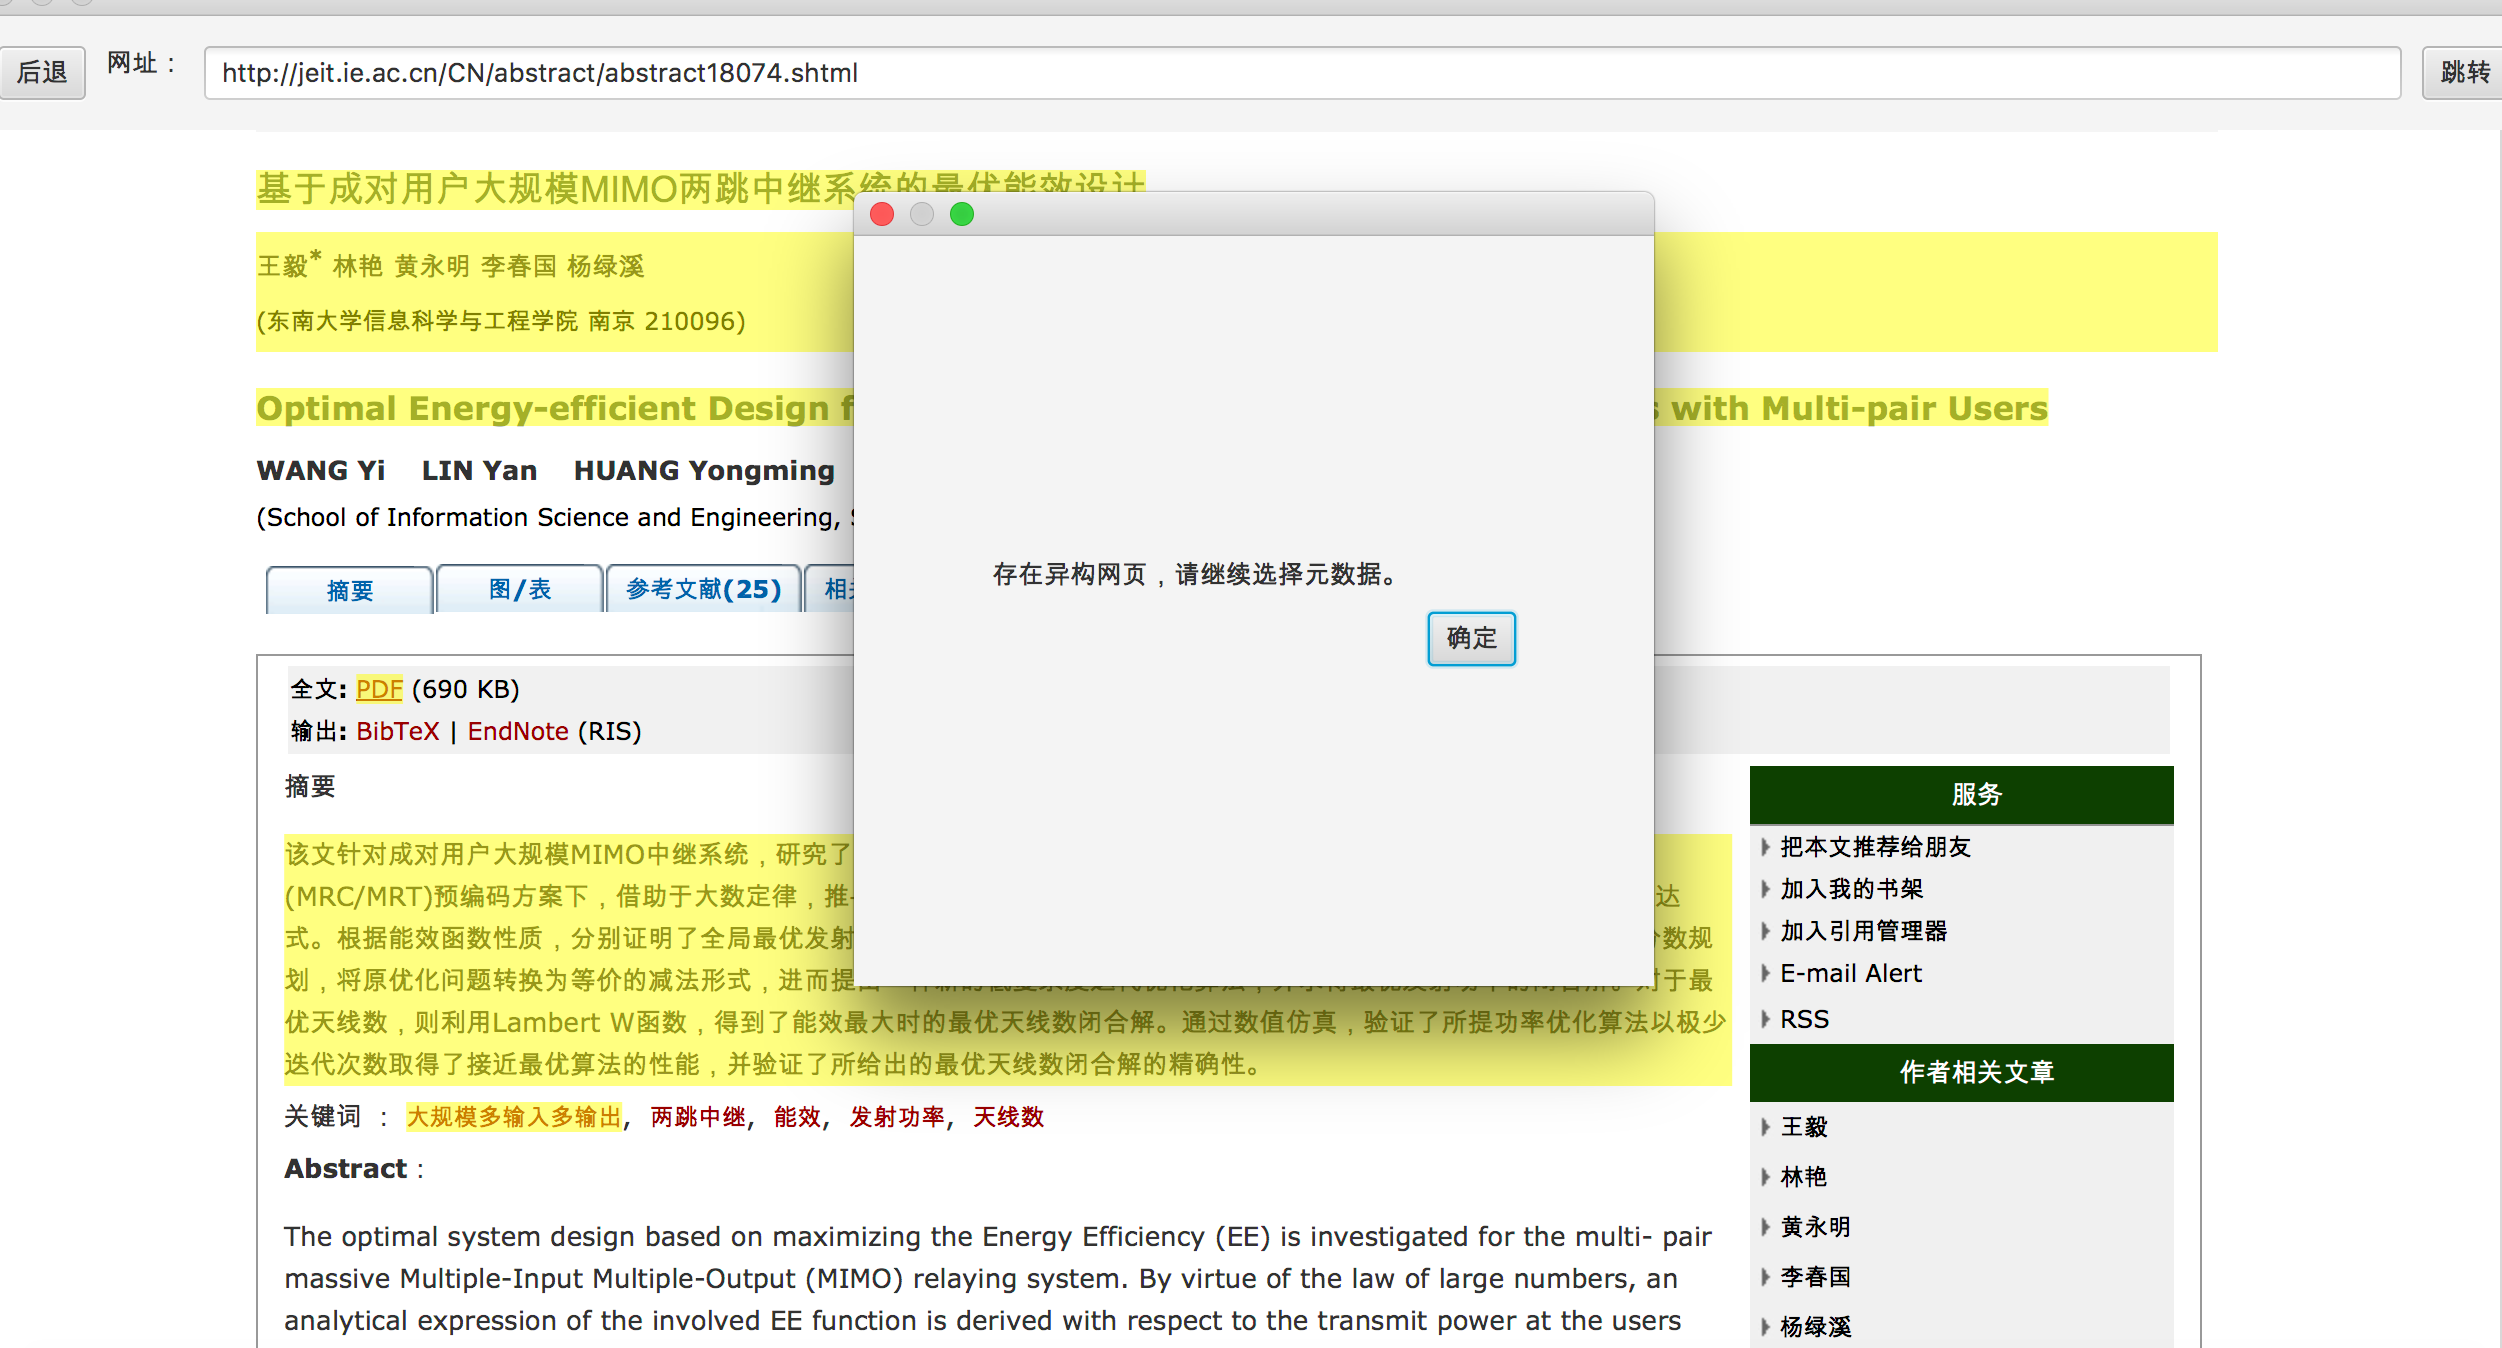 后退 网址： http://jeit.ie.ac.cn/CN/abstract/abstract18074.shtml 跳转
基于成对用户大规模MIMO两跳中继系统的最优能效设计
王毅* 林艳 黄永明 李春国 杨绿溪
(东南大学信息科学与工程学院 南京 210096)
Optimal Energy-efficient Design with Multi-pair Users
WANG Yi LIN Yan HUANG Yongming
(School of Information Science and Engineering,
摘要 图/表 参考文献(25)
存在异构网页，请继续选择元数据。
确定
全文: PDF (690 KB)
输出: BibTeX | EndNote (RIS)
摘要
该文针对成对用户大规模MIMO中继系统，研究了
(MRC/MRT)预编码方案下，借助于大数定律，推 达
式。根据能效函数性质，分别证明了全局最优发射 数规
划，将原优化问题转换为等价的减法形式，进而提 于最
优天线数，则利用Lambert W函数，得到了能效最大时的最优天线数闭合解。通过数值仿真，验证了所提功率优化算法以极少
迭代次数取得了接近最优算法的性能，并验证了所给出的最优天线数闭合解的精确性。
关键词 ： 大规模多输入多输出, 两跳中继, 能效, 发射功率, 天线数
Abstract：
The optimal system design based on maximizing the Energy Efficiency (EE) is investigated for the multi- pair
massive Multiple-Input Multiple-Output (MIMO) relaying system. By virtue of the law of large numbers, an
analytical expression of the involved EE function is derived with respect to the transmit power at the users
服务
把本文推荐给朋友
加入我的书架
加入引用管理器
E-mail Alert
RSS
作者相关文章
王毅
林艳
黄永明
李春国
杨绿溪